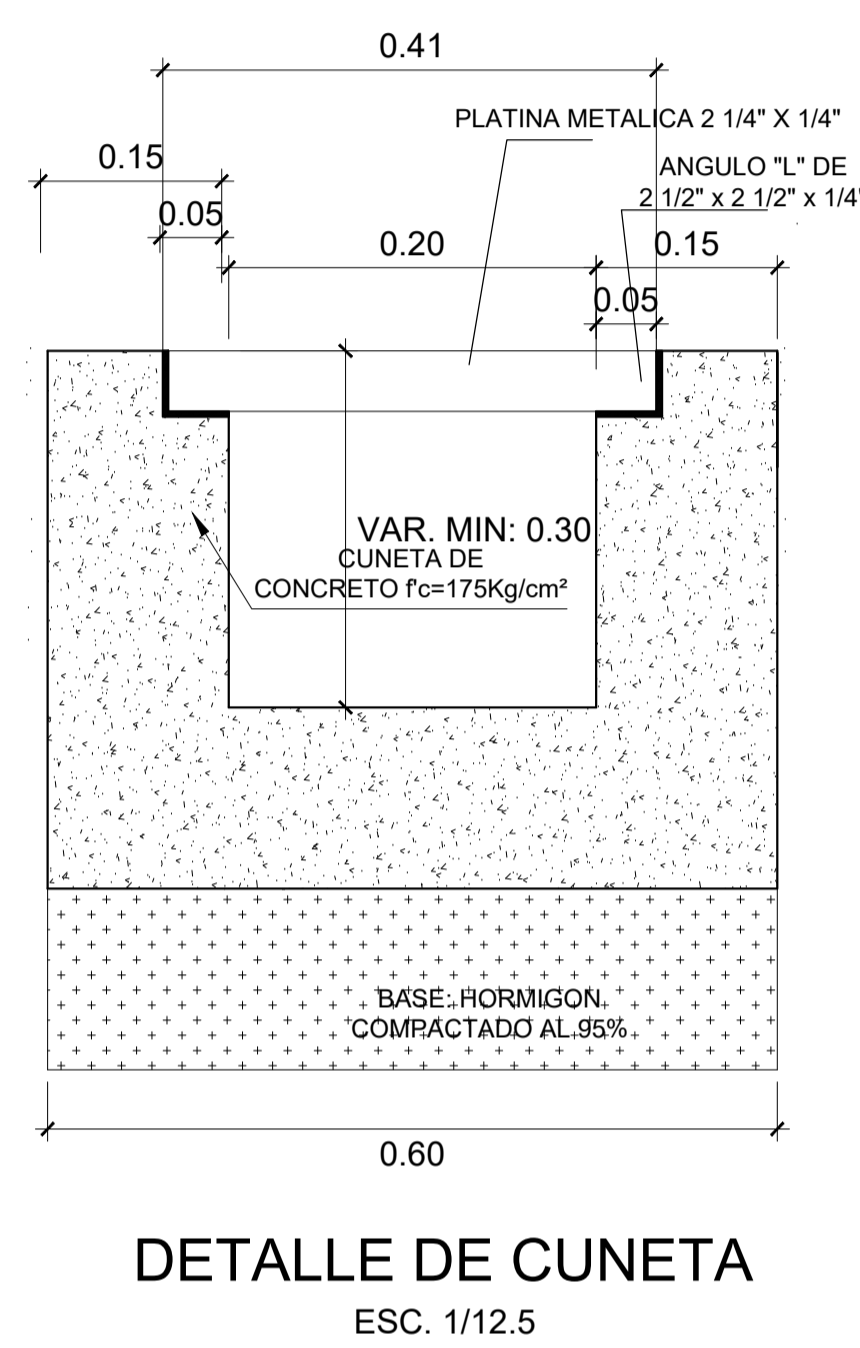 0.41
PLATINA METALICA 2 1/4" X 1/4"
0.15
ANGULO "L" DE
2 1/2" x 2 1/2" x 1/4"
0.05
0.20
0.15
0.05
VAR. MIN: 0.30
CUNETA DE
CONCRETO f'c=175Kg/cm²
BASE: HORMIGON
COMPACTADO AL 95%
0.60
DETALLE DE CUNETA
ESC. 1/12.5